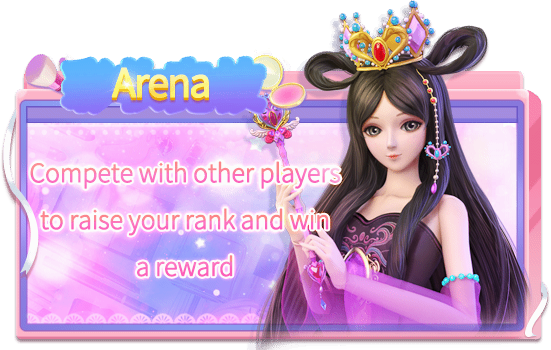 Arena
Compete with other players
to raise your rank and win
a reward